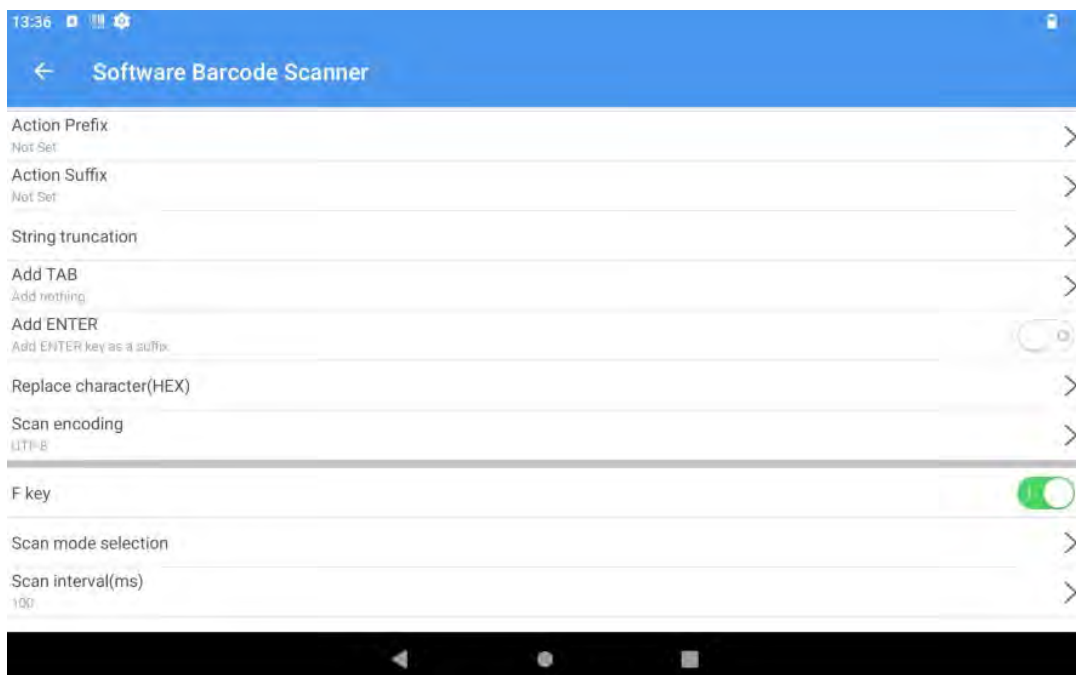 13:36
Software Barcode Scanner
Action Prefix
Not Set
Action Suffix
Not Set
String truncation
Add TAB
Add nothing
Add ENTER
Add ENTER key as a suffix
Replace character(HEX)
Scan encoding
UTF-8
F key
Scan mode selection
Scan interval(ms)
100